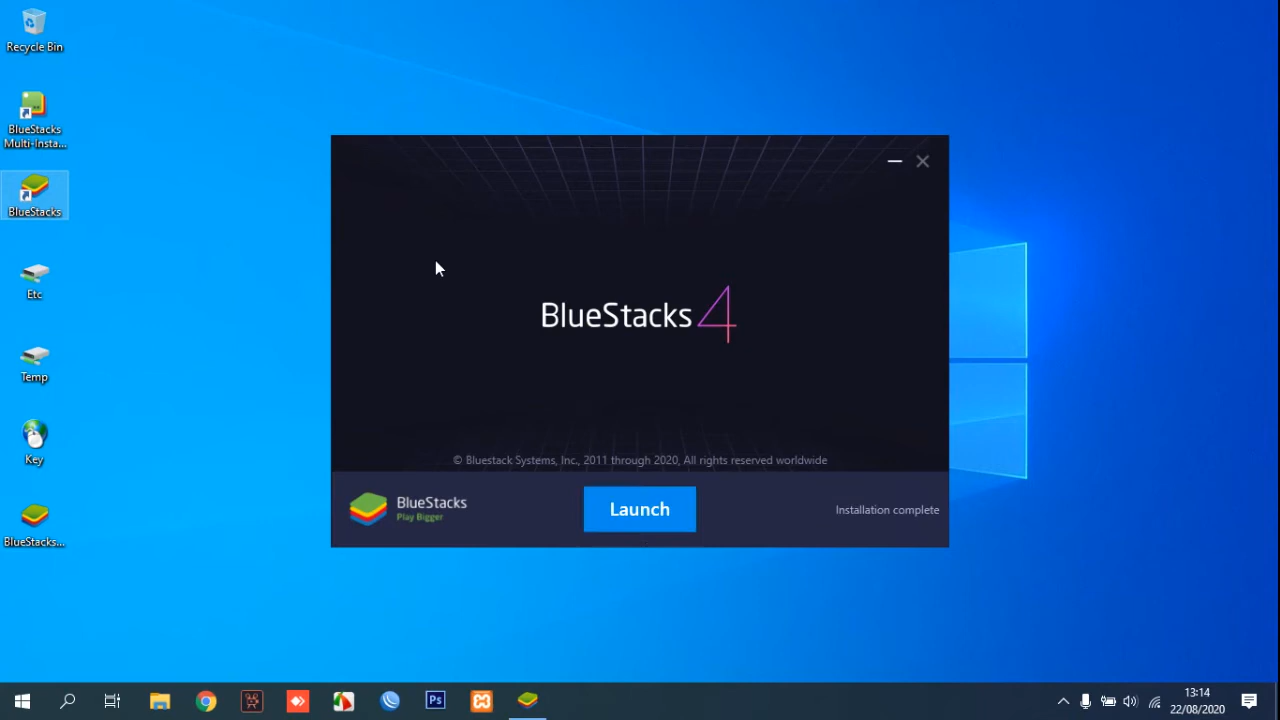 Recycle Bin
BlueStacks
Multi-Insta...
BlueStacks
Etc
Temp
Key
BlueStacks...
BlueStacks 4
© Bluestack Systems, Inc., 2011 through 2020, All rights reserved worldwide
BlueStacks
Play Bigger
Launch
Installation complete
Ps
13:14
22/08/2020